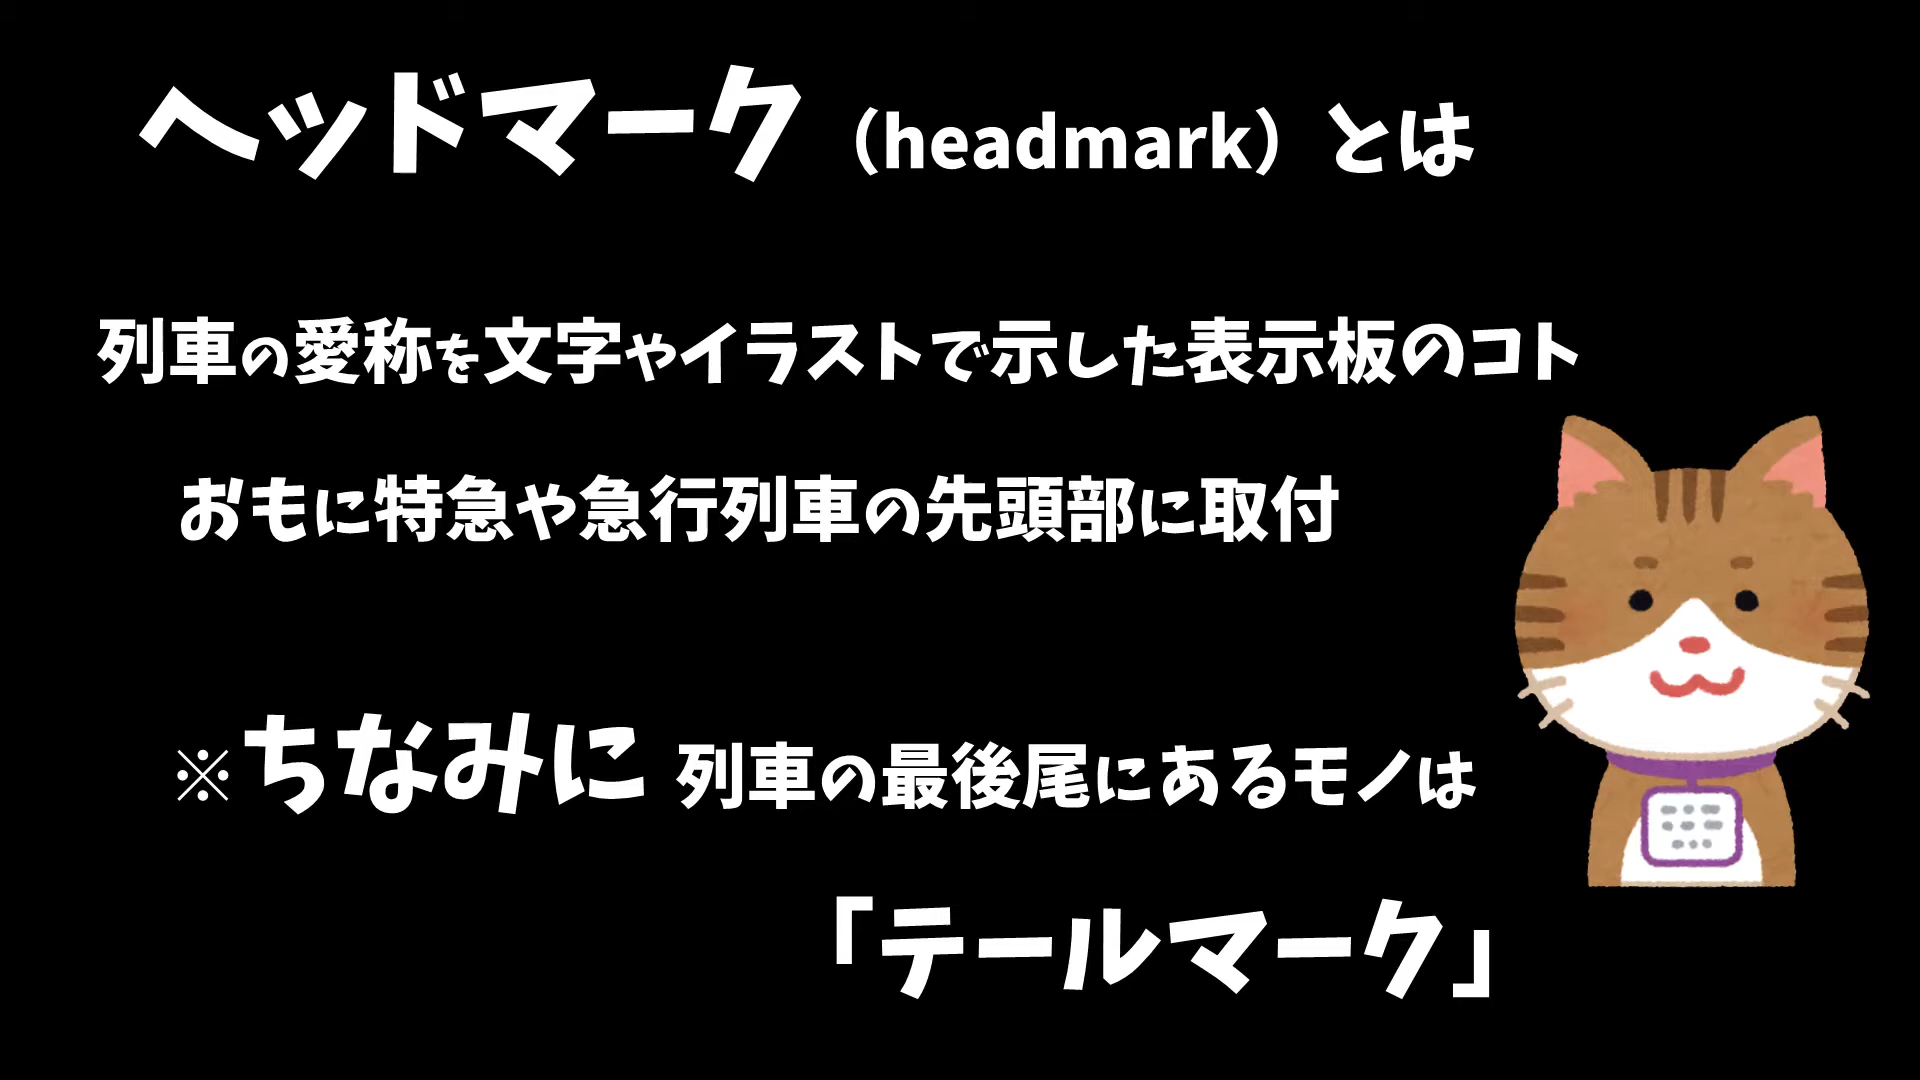 ヘッドマーク（headmark）とは
列車の愛称を文字やイラストで示した表示板のコト
おもに特急や急行列車の先頭部に取付
※ちなみに 列車の最後尾にあるモノは
「テールマーク」